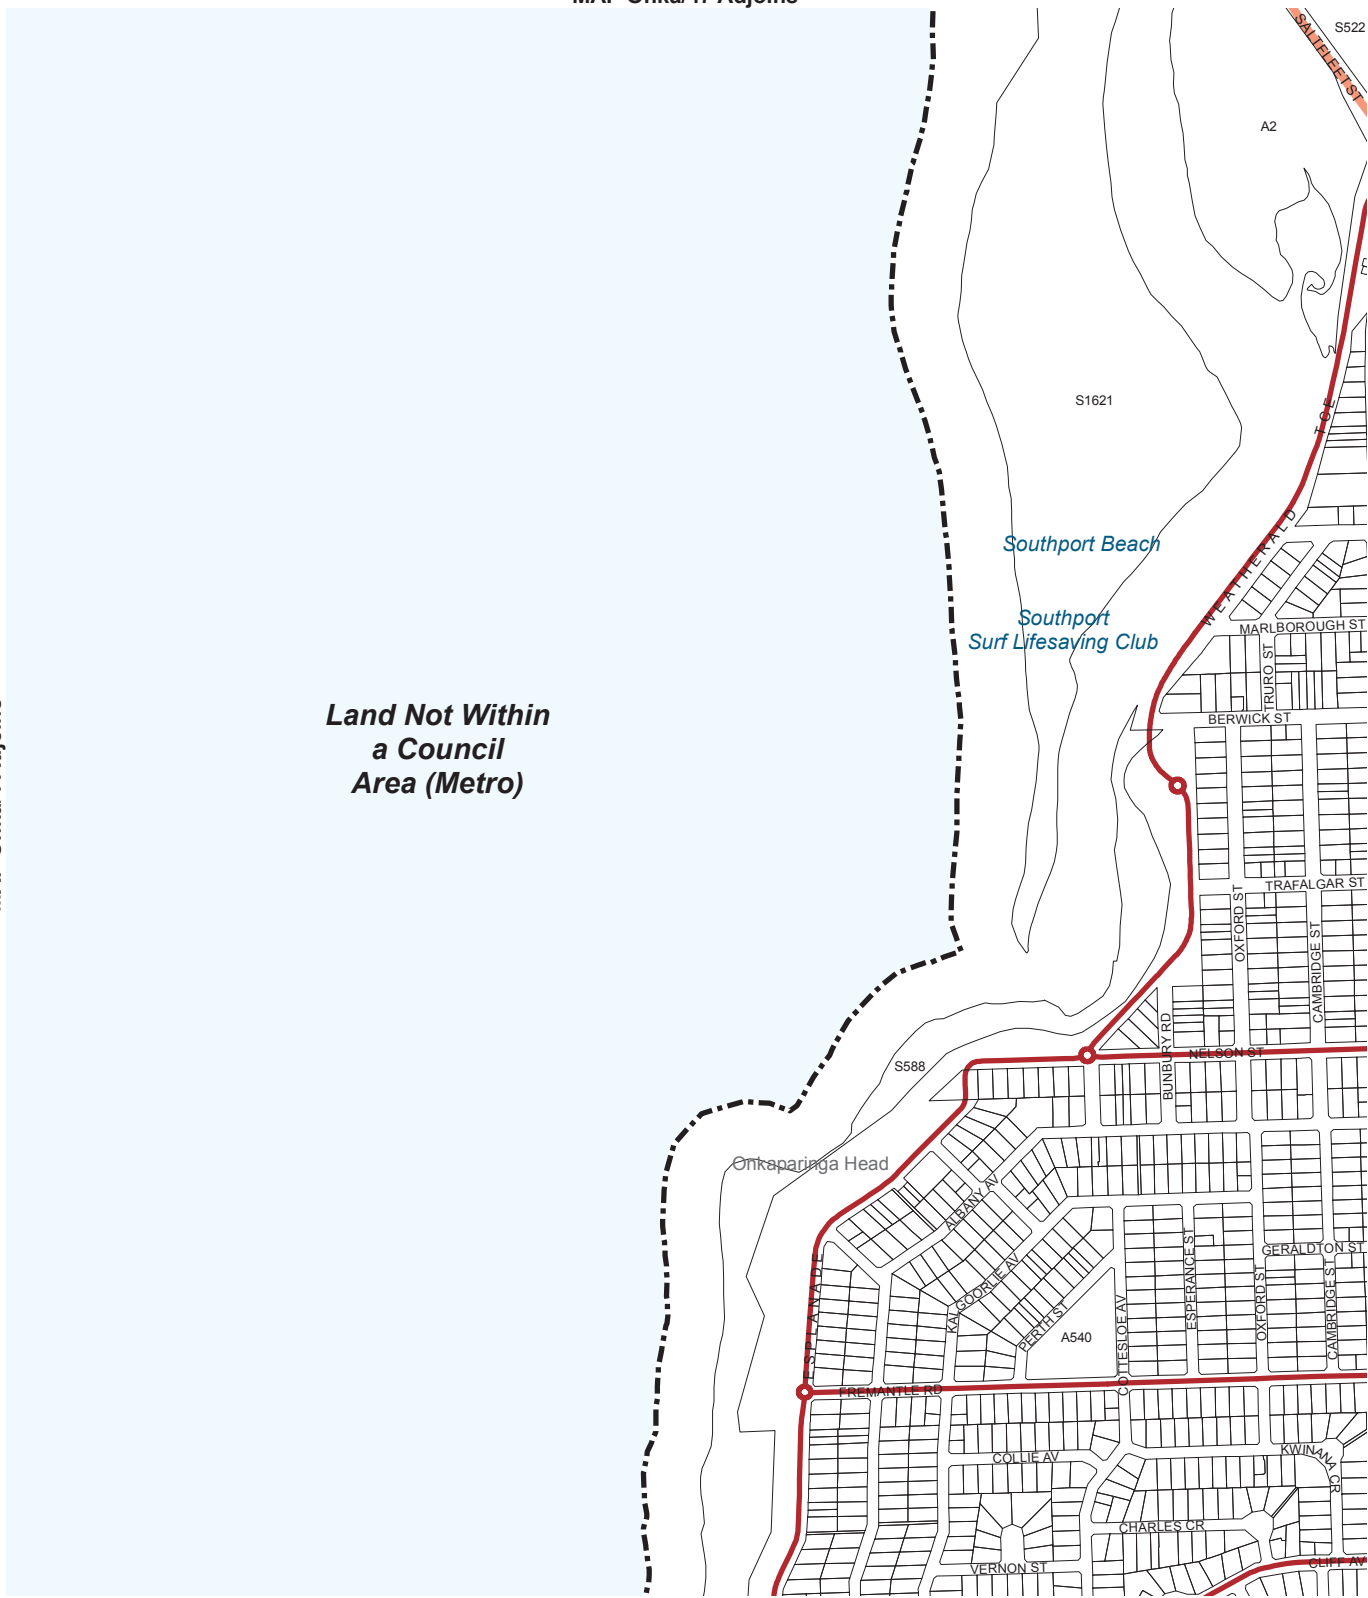 S522
SALTFLEET ST
A2
S1621
TCE
WEATHERALD
Southport Beach
Southport
Surf Lifesaving Club
MARLBOROUGH ST
TRURO ST
BERWICK ST
Land Not Within
a Council
Area (Metro)
TRAFALGAR ST
OXFORD ST
CAMBRIDGE ST
BUNBURY RD
NELSON ST
S588
Onkaparinga Head
ALBANY AV
KALGOORLIE AV
PERTH ST
A540
COTTESLOE AV
ESPERANCE ST
GERALDTON ST
OXFORD ST
CAMBRIDGE ST
ESPLANADE
FREMANTLE RD
COLLIE AV
KWINANA CR
CHARLES CR
VERNON ST
CLIFF AV